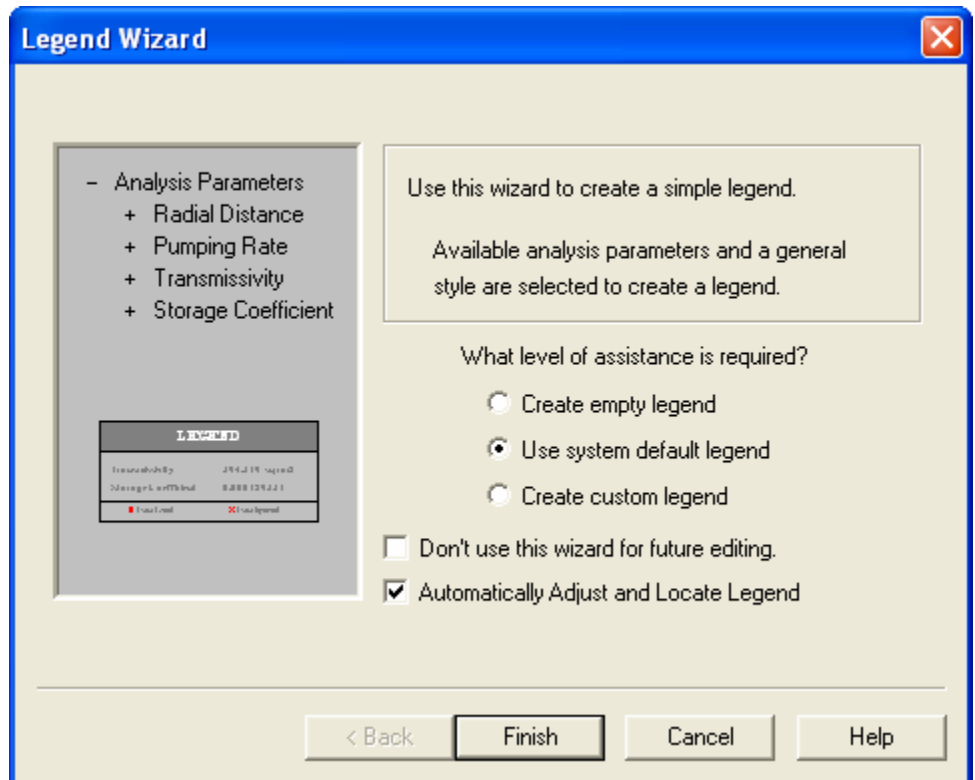 Legend Wizard
– Analysis Parameters
+ Radial Distance
+ Pumping Rate
+ Transmissivity
+ Storage Coefficient
LEGEND
Use this wizard to create a simple legend.
Available analysis parameters and a general
style are selected to create a legend.
What level of assistance is required?
Create empty legend
Use system default legend
Create custom legend
Don't use this wizard for future editing.
Automatically Adjust and Locate Legend
< Back
Finish
Cancel
Help